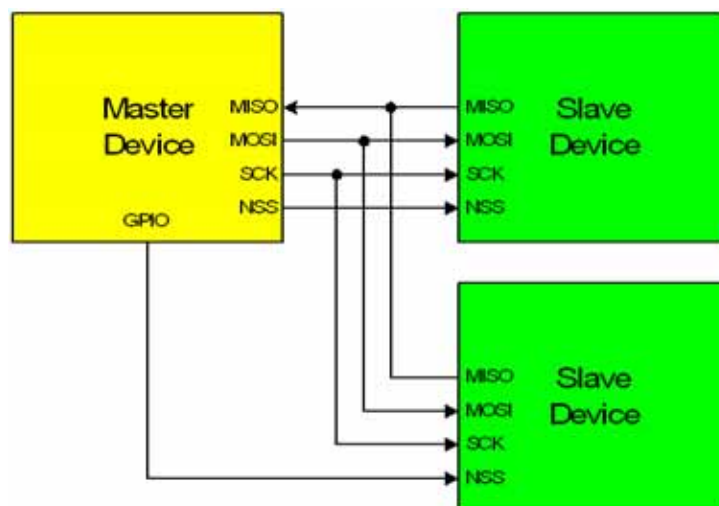 Master
Device
MISO
MOSI
SCK
NSS
GPIO
MISO
MOSI
SCK
NSS
Slave
Device
MISO
MOSI
SCK
NSS
Slave
Device